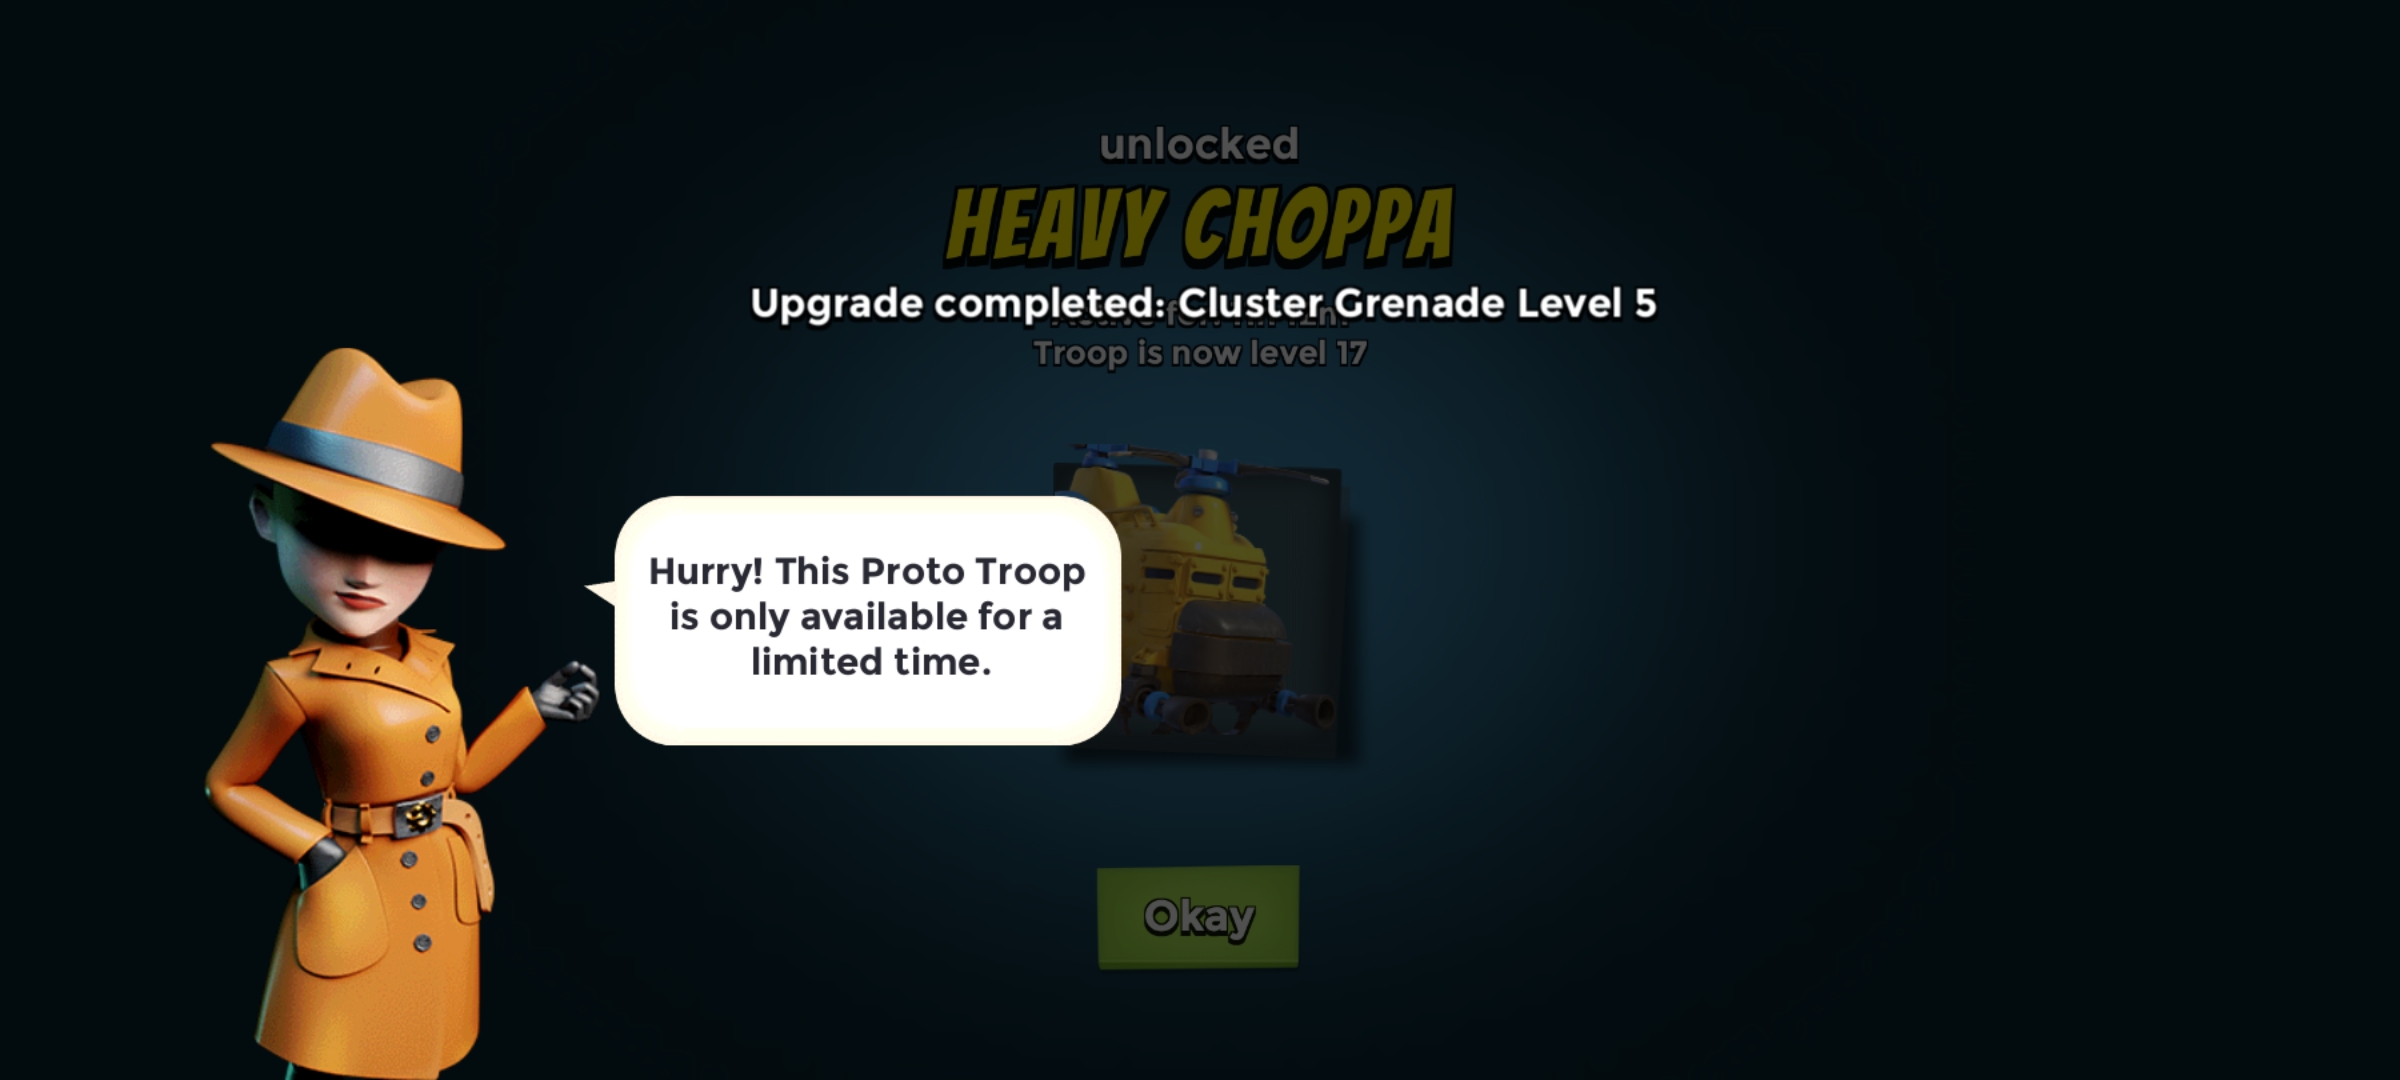 unlocked
HEAVY CHOPPA
Upgrade completed: Cluster Grenade Level 5
Troop is now level 17
Hurry! This Proto Troop
is only available for a
limited time.
Okay